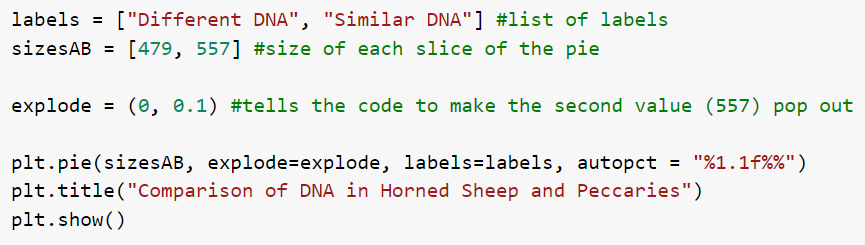 labels = ["Different DNA", "Similar DNA"] #list of labels
sizesAB = [479, 557] #size of each slice of the pie
explode = (0, 0.1) #tells the code to make the second value (557) pop out
plt.pie(sizesAB, explode=explode, labels=labels, autopct = "%1.1f%%")
plt.title("Comparison of DNA in Horned Sheep and Peccaries")
plt.show()